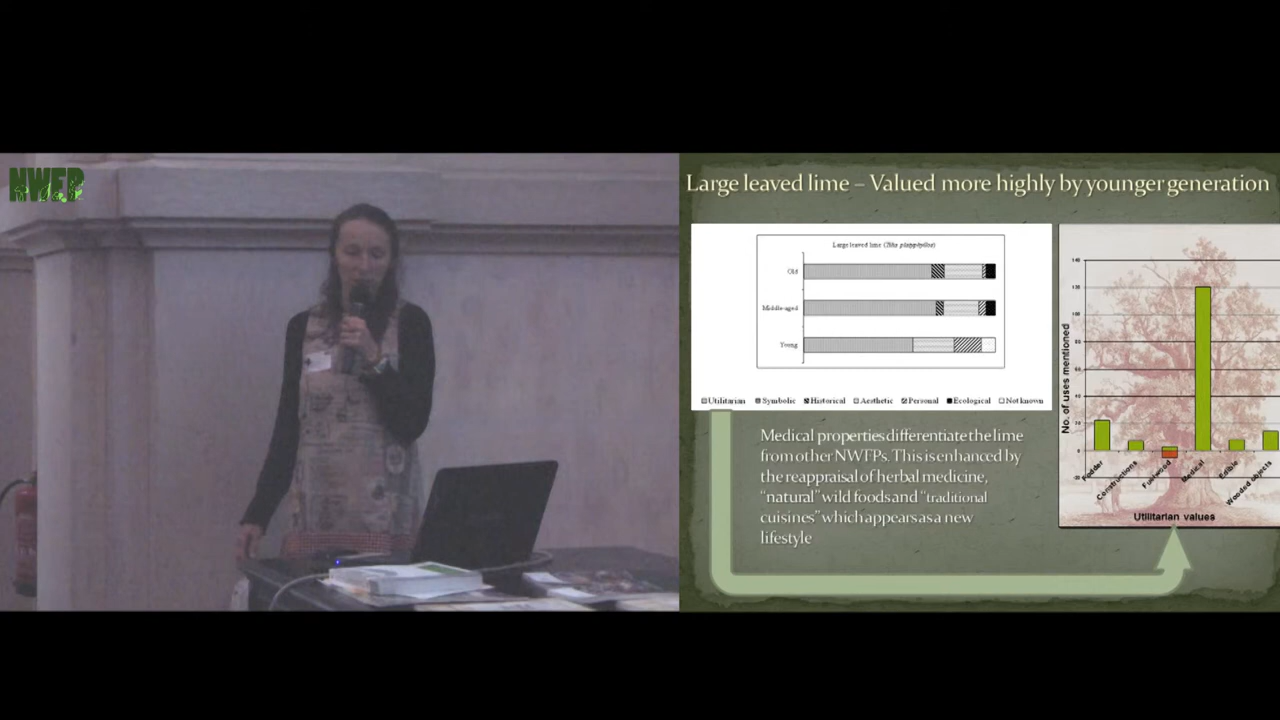 NWFP
Large leaved lime – Valued more highly by younger generation
Large leaved lime (Tilia platyphyllos)
Old
Middle-aged
Young
Utilitarian Symbolic Historical Aesthetic Personal Ecological Not known
Medical properties differentiate the lime
from other NWFPs. This is enhanced by
the reappraisal of herbal medicine,
"natural" wild foods and "traditional
cuisines" which appears as a new
lifestyle
No. of uses mentioned
140
Fodder
Constructions
Fuelwood
Medical
Edible
Wooded objects
Utilitarian values